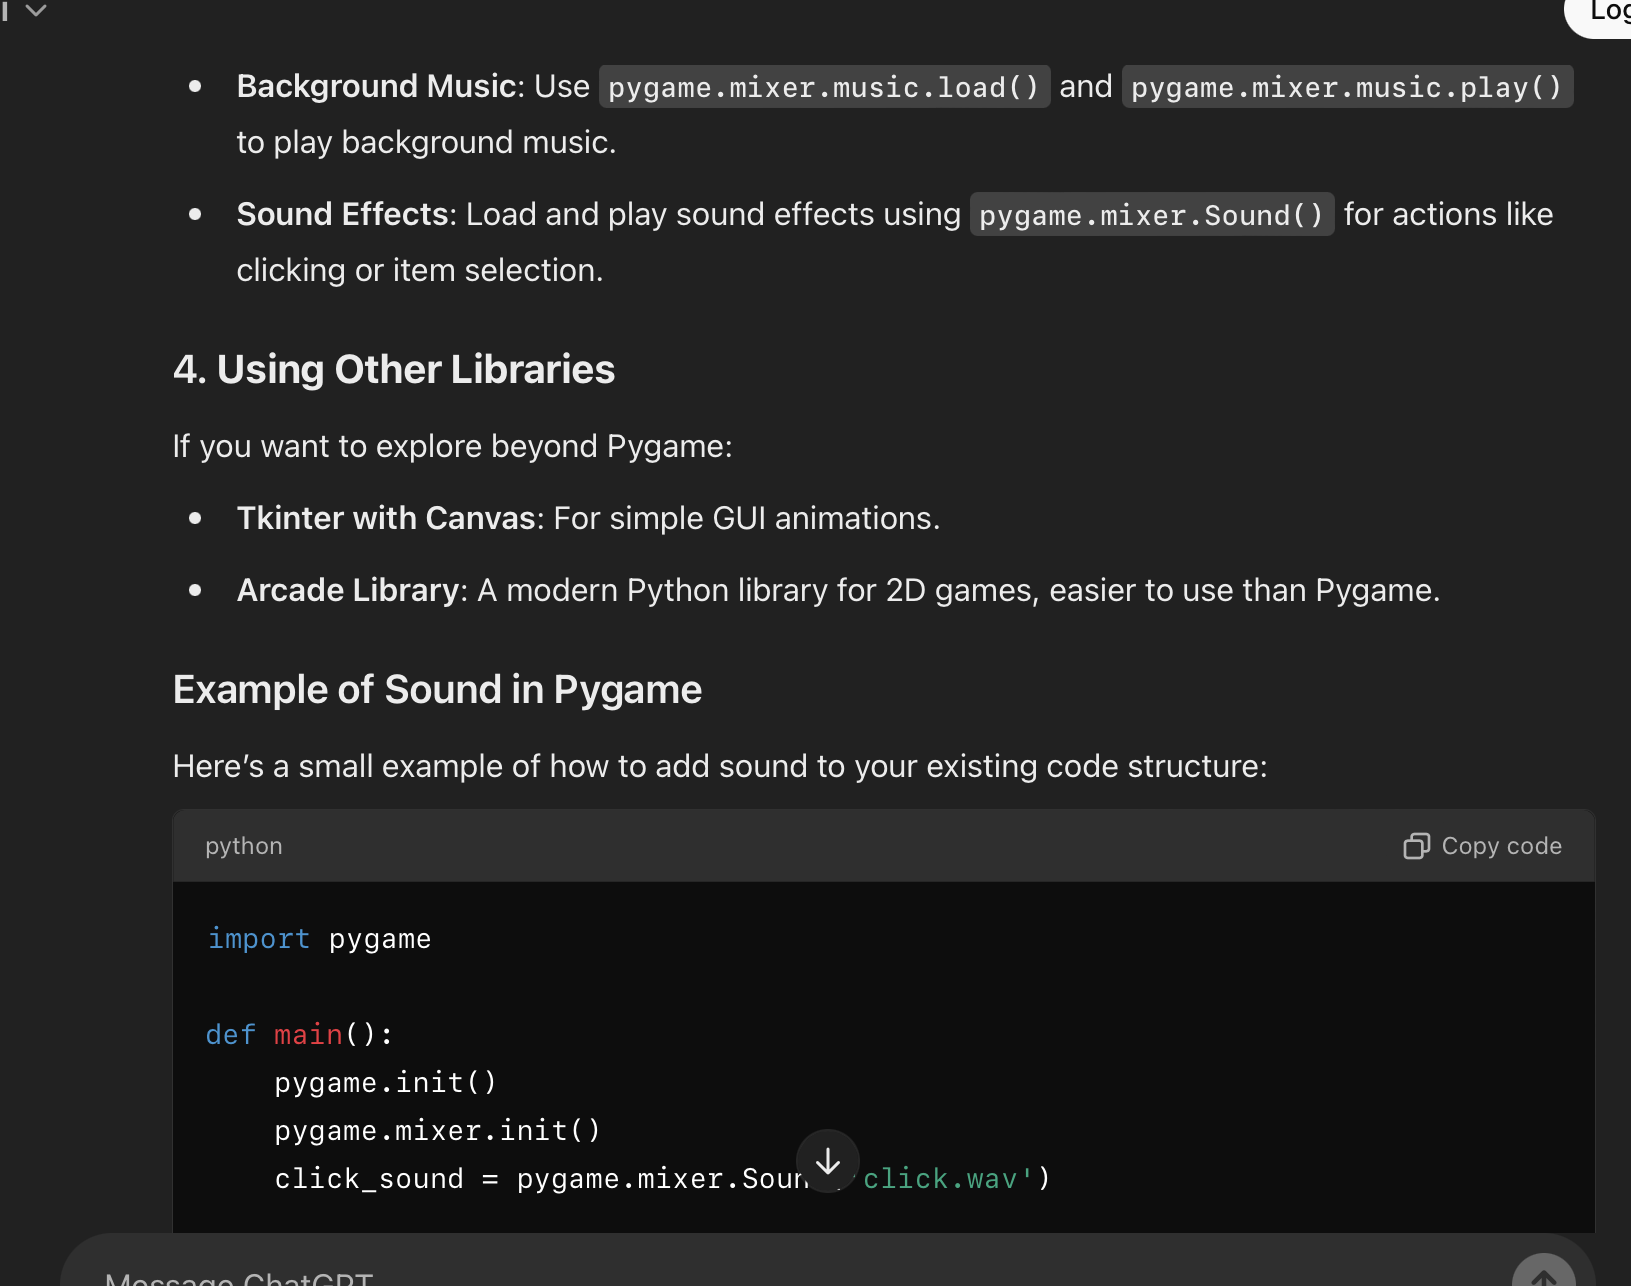 Log
Background Music: Use pygame.mixer.music.load() and pygame.mixer.music.play()
to play background music.
Sound Effects: Load and play sound effects using pygame.mixer.Sound() for actions like
clicking or item selection.
4. Using Other Libraries
If you want to explore beyond Pygame:
Tkinter with Canvas: For simple GUI animations.
Arcade Library: A modern Python library for 2D games, easier to use than Pygame.
Example of Sound in Pygame
Here’s a small example of how to add sound to your existing code structure:
python Copy code
import pygame
def main():
pygame.init()
pygame.mixer.init()
click_sound = pygame.mixer.Soun click.wav')
Message ChatGPT